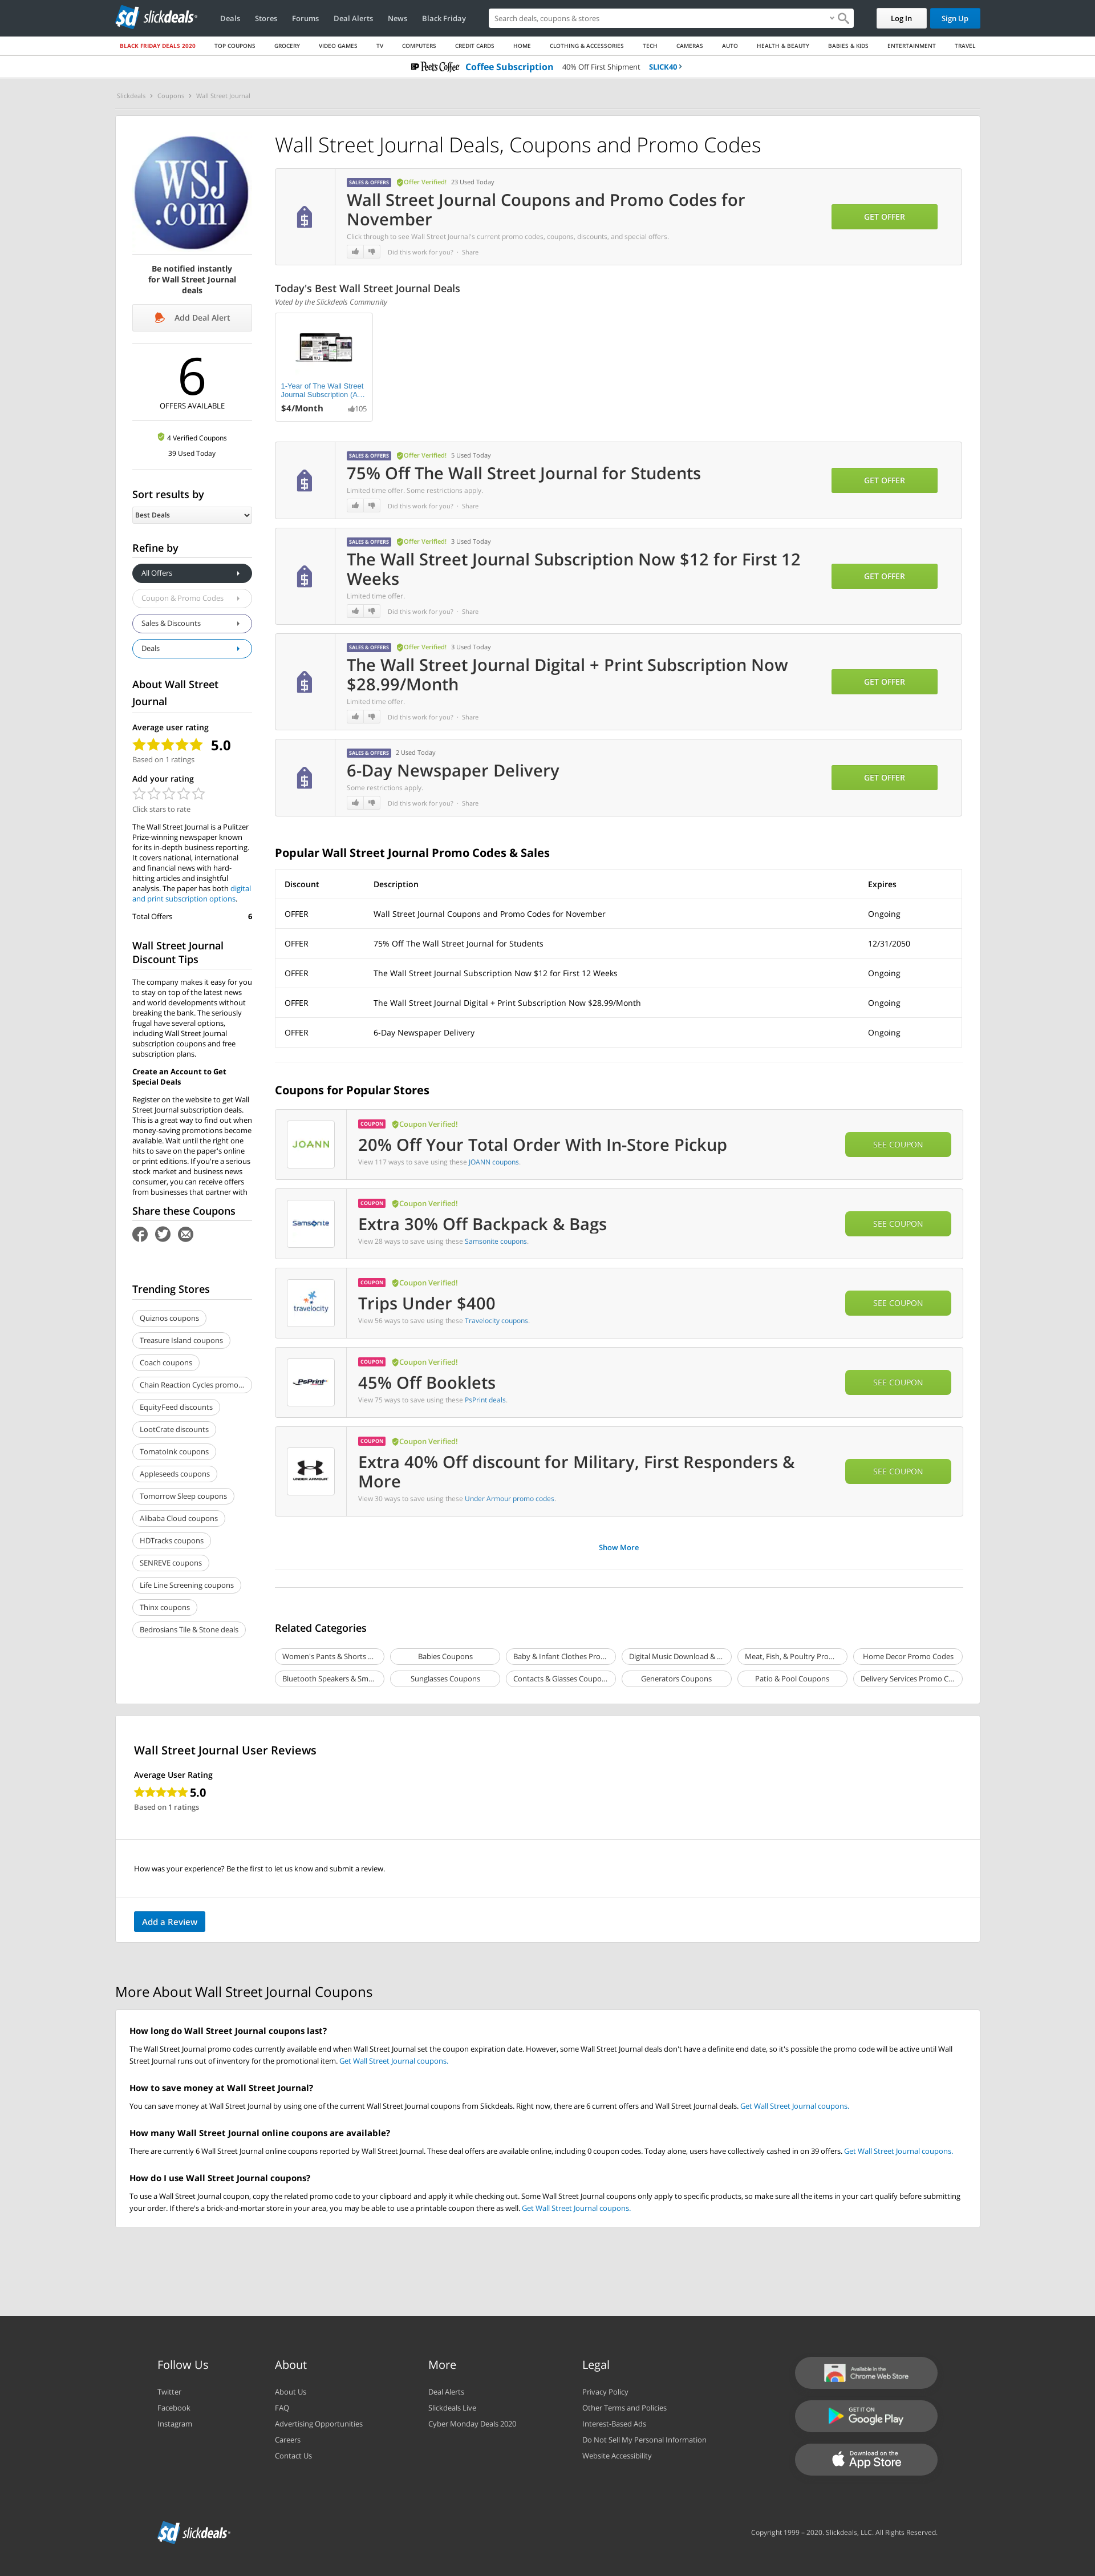 sd slickdeals
Deals
Stores
Forums
Deal Alerts
News
Black Friday
Search deals, coupons & stores
Log In
Sign Up
BLACK FRIDAY DEALS 2020
TOP COUPONS
GROCERY
VIDEO GAMES
TV
COMPUTERS
CREDIT CARDS
HOME
CLOTHING & ACCESSORIES
TECH
CAMERAS
AUTO
HEALTH & BEAUTY
BABIES & KIDS
ENTERTAINMENT
TRAVEL
Peet's Coffee Coffee Subscription 40% Off First Shipment SLICK40 ›
Slickdeals › Coupons › Wall Street Journal
WSJ
.com
Be notified instantly
for Wall Street Journal
deals
Add Deal Alert
6
OFFERS AVAILABLE
4 Verified Coupons
39 Used Today
Sort results by
Best Deals
Refine by
All Offers
Coupon & Promo Codes
Sales & Discounts
Deals
About Wall Street
Journal
Average user rating
5.0
Based on 1 ratings
Add your rating
Click stars to rate
The Wall Street Journal is a Pulitzer
Prize-winning newspaper known
for its in-depth business reporting.
It covers national, international
and financial news with hard-
hitting articles and insightful
analysis. The paper has both digital
and print subscription options.
Total Offers 6
Wall Street Journal
Discount Tips
The company makes it easy for you
to stay on top of the latest news
and world developments without
breaking the bank. The seriously
frugal have several options,
including Wall Street Journal
subscription coupons and free
subscription plans.
Create an Account to Get
Special Deals
Register on the website to get Wall
Street Journal subscription deals.
This is a great way to find out when
money-saving promotions become
available. Wait until the right one
hits to save on the paper's online
or print editions. If you're a serious
stock market and business news
consumer, you can receive offers
from businesses that partner with
Share these Coupons
Trending Stores
Quiznos coupons
Treasure Island coupons
Coach coupons
Chain Reaction Cycles promo...
EquityFeed discounts
LootCrate discounts
TomatoInk coupons
Appleseeds coupons
Tomorrow Sleep coupons
Alibaba Cloud coupons
HDTracks coupons
SENREVE coupons
Life Line Screening coupons
Thinx coupons
Bedrosians Tile & Stone deals
Wall Street Journal Deals, Coupons and Promo Codes
SALES & OFFERS Offer Verified! 23 Used Today
Wall Street Journal Coupons and Promo Codes for
November
Click through to see Wall Street Journal's current promo codes, coupons, discounts, and special offers.
Did this work for you? · Share
GET OFFER
Today's Best Wall Street Journal Deals
Voted by the Slickdeals Community
1-Year of The Wall Street
Journal Subscription (A...
$4/Month 105
SALES & OFFERS Offer Verified! 5 Used Today
75% Off The Wall Street Journal for Students
Limited time offer. Some restrictions apply.
Did this work for you? · Share
GET OFFER
SALES & OFFERS Offer Verified! 3 Used Today
The Wall Street Journal Subscription Now $12 for First 12
Weeks
Limited time offer.
Did this work for you? · Share
GET OFFER
SALES & OFFERS Offer Verified! 3 Used Today
The Wall Street Journal Digital + Print Subscription Now
$28.99/Month
Limited time offer.
Did this work for you? · Share
GET OFFER
SALES & OFFERS 2 Used Today
6-Day Newspaper Delivery
Some restrictions apply.
Did this work for you? · Share
GET OFFER
Popular Wall Street Journal Promo Codes & Sales
Discount Description Expires
OFFER Wall Street Journal Coupons and Promo Codes for November Ongoing
OFFER 75% Off The Wall Street Journal for Students 12/31/2050
OFFER The Wall Street Journal Subscription Now $12 for First 12 Weeks Ongoing
OFFER The Wall Street Journal Digital + Print Subscription Now $28.99/Month Ongoing
OFFER 6-Day Newspaper Delivery Ongoing
Coupons for Popular Stores
JOANN
COUPON Coupon Verified!
20% Off Your Total Order With In-Store Pickup
View 117 ways to save using these JOANN coupons.
SEE COUPON
Samsonite
COUPON Coupon Verified!
Extra 30% Off Backpack & Bags
View 28 ways to save using these Samsonite coupons.
SEE COUPON
travelocity
COUPON Coupon Verified!
Trips Under $400
View 56 ways to save using these Travelocity coupons.
SEE COUPON
PsPrint
COUPON Coupon Verified!
45% Off Booklets
View 75 ways to save using these PsPrint deals.
SEE COUPON
UNDER ARMOUR
COUPON Coupon Verified!
Extra 40% Off discount for Military, First Responders &
More
View 30 ways to save using these Under Armour promo codes.
SEE COUPON
Show More
Related Categories
Women's Pants & Shorts ...
Babies Coupons
Baby & Infant Clothes Pro...
Digital Music Download & ...
Meat, Fish, & Poultry Pro...
Home Decor Promo Codes
Bluetooth Speakers & Sm...
Sunglasses Coupons
Contacts & Glasses Coupo...
Generators Coupons
Patio & Pool Coupons
Delivery Services Promo C...
Wall Street Journal User Reviews
Average User Rating
5.0
Based on 1 ratings
How was your experience? Be the first to let us know and submit a review.
Add a Review
More About Wall Street Journal Coupons
How long do Wall Street Journal coupons last?
The Wall Street Journal promo codes currently available end when Wall Street Journal set the coupon expiration date. However, some Wall Street Journal deals don't have a definite end date, so it's possible the promo code will be active until Wall
Street Journal runs out of inventory for the promotional item. Get Wall Street Journal coupons.
How to save money at Wall Street Journal?
You can save money at Wall Street Journal by using one of the current Wall Street Journal coupons from Slickdeals. Right now, there are 6 current offers and Wall Street Journal deals. Get Wall Street Journal coupons.
How many Wall Street Journal online coupons are available?
There are currently 6 Wall Street Journal online coupons reported by Wall Street Journal. These deal offers are available online, including 0 coupon codes. Today alone, users have collectively cashed in on 39 offers. Get Wall Street Journal coupons.
How do I use Wall Street Journal coupons?
To use a Wall Street Journal coupon, copy the related promo code to your clipboard and apply it while checking out. Some Wall Street Journal coupons only apply to specific products, so make sure all the items in your cart qualify before submitting
your order. If there's a brick-and-mortar store in your area, you may be able to use a printable coupon there as well. Get Wall Street Journal coupons.
Follow Us
Twitter
Facebook
Instagram
About
About Us
FAQ
Advertising Opportunities
Careers
Contact Us
More
Deal Alerts
Slickdeals Live
Cyber Monday Deals 2020
Legal
Privacy Policy
Other Terms and Policies
Interest-Based Ads
Do Not Sell My Personal Information
Website Accessibility
Available in the
Chrome Web Store
GET IT ON
Google Play
Download on the
App Store
sd slickdeals
Copyright 1999 – 2020. Slickdeals, LLC. All Rights Reserved.